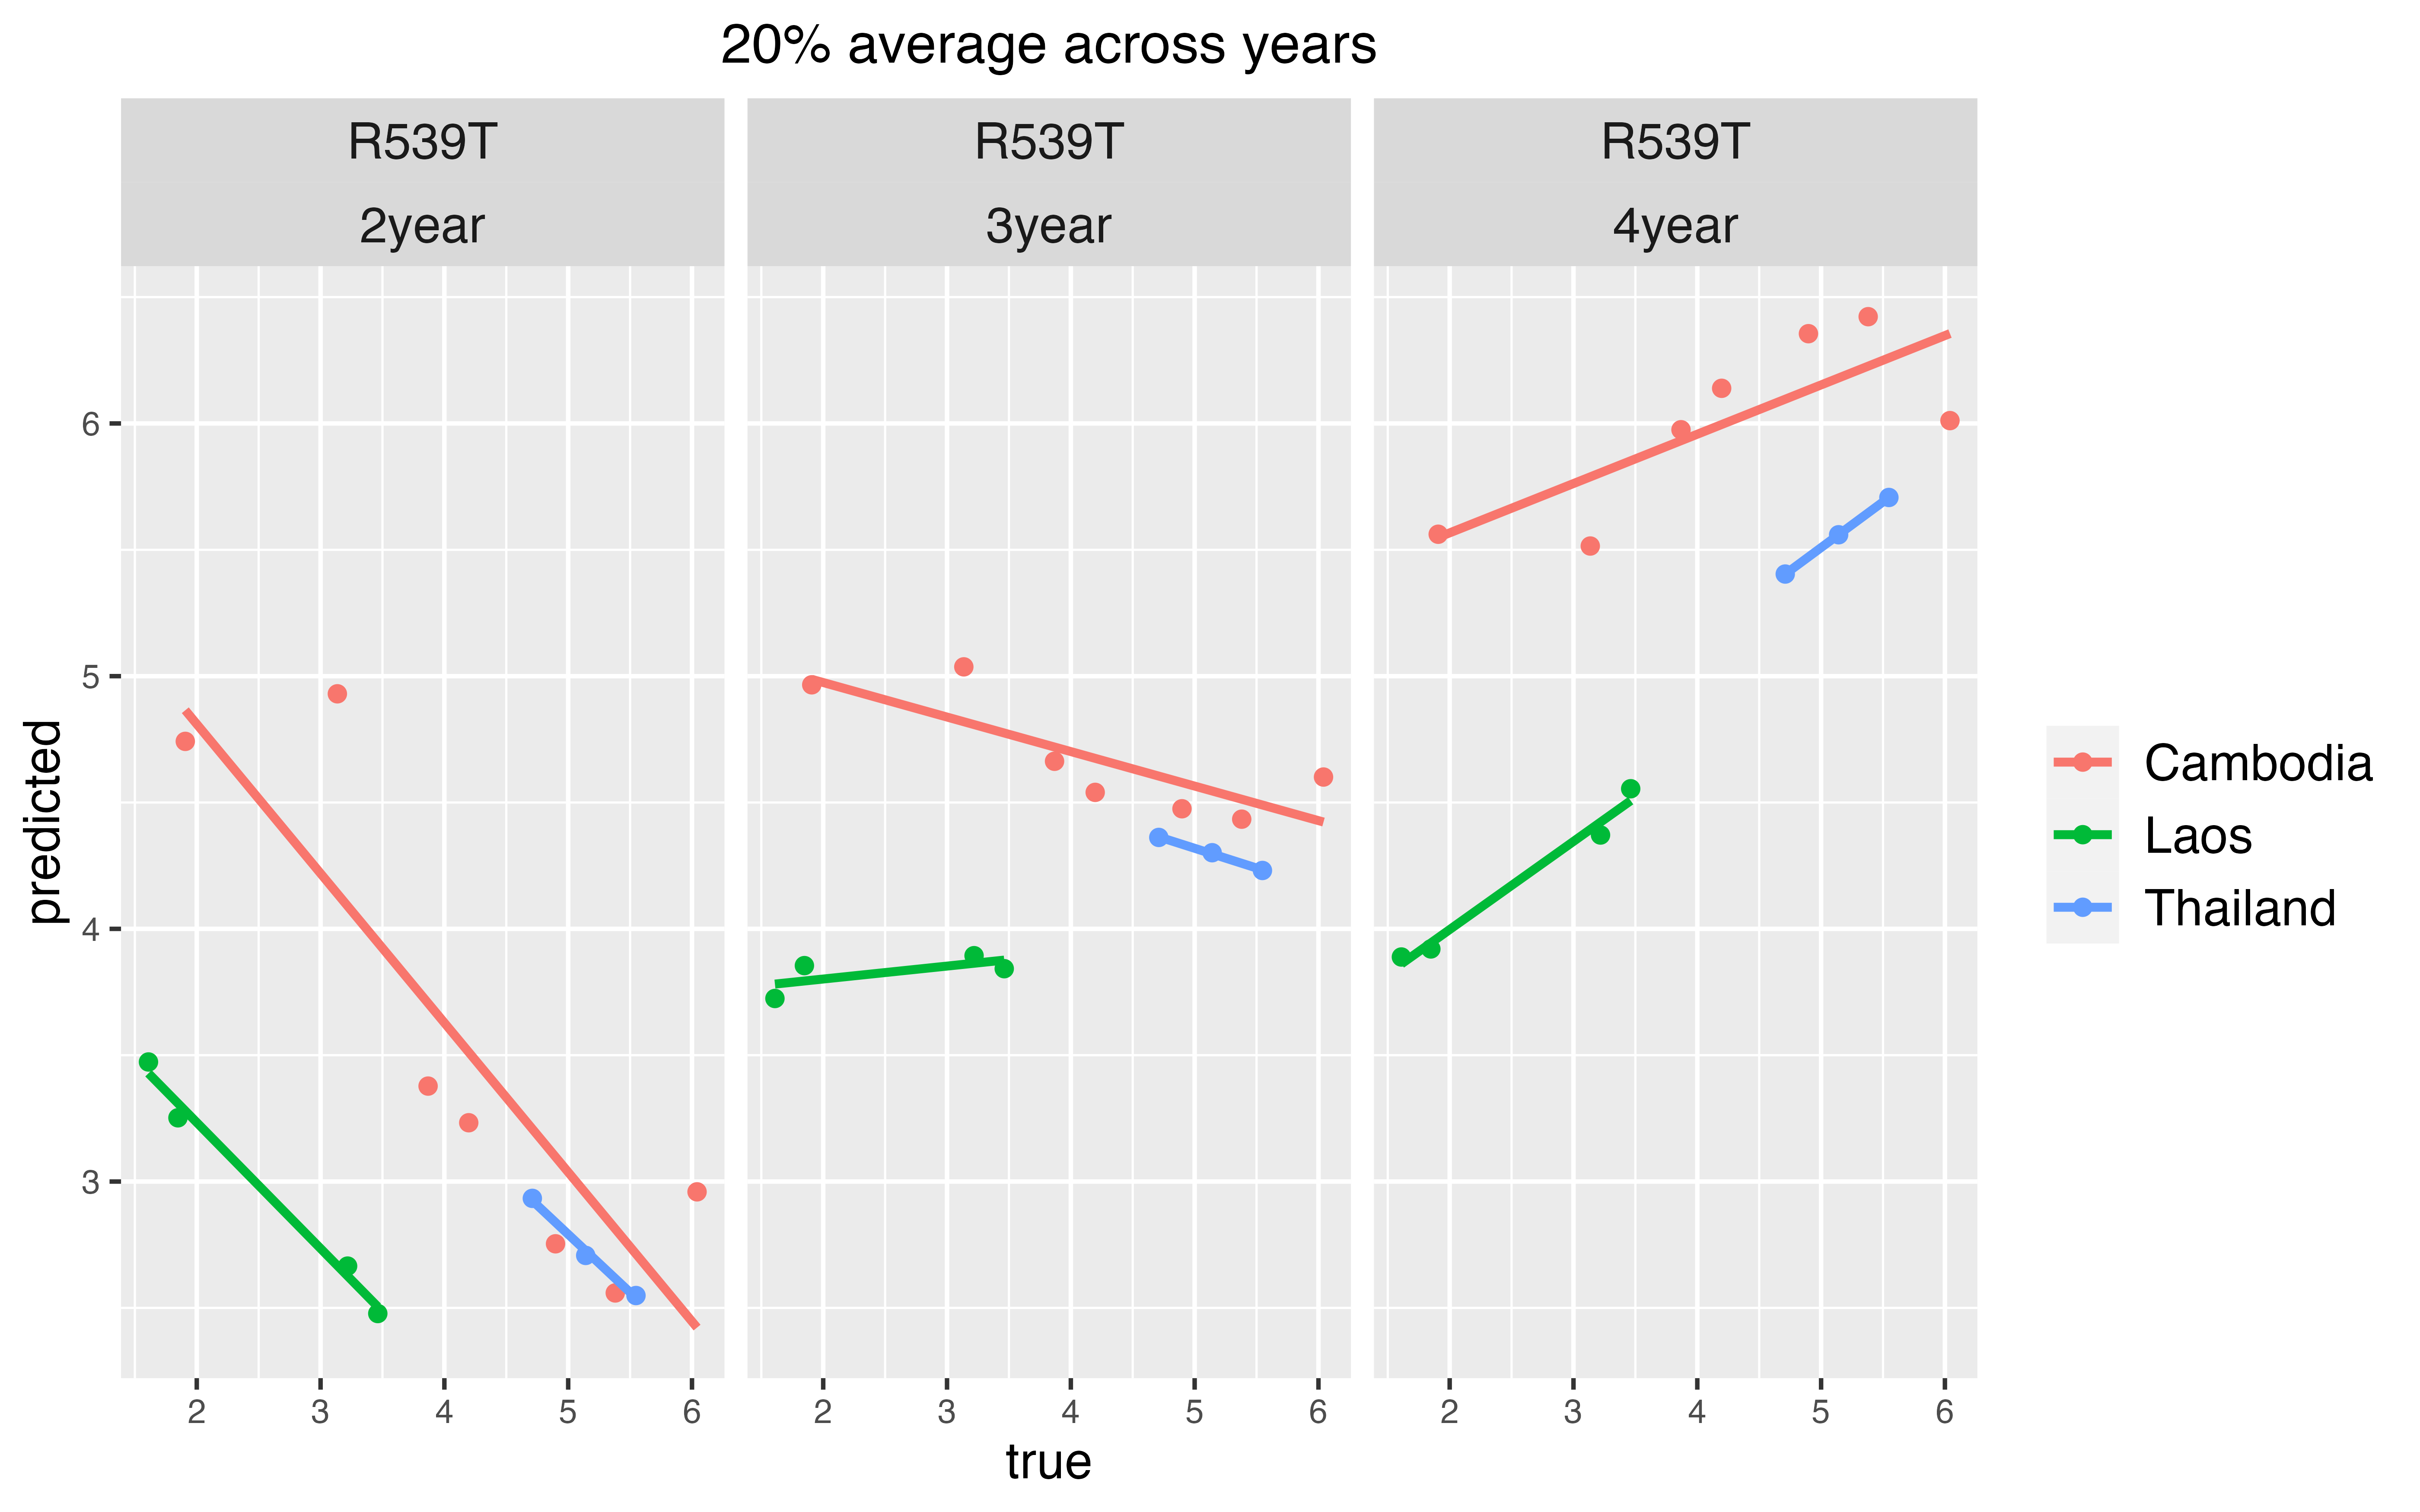 20% average across years
R539T
R539T
R539T
2year
3year
4year
predicted
6
5
4
3
2 3 4 5 6
2 3 4 5 6
2 3 4 5 6
true
Cambodia
Laos
Thailand